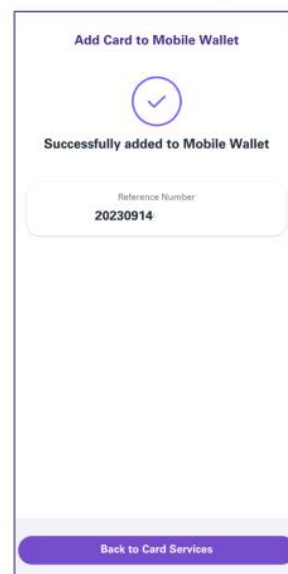 Add Card to Mobile Wallet
Successfully added to Mobile Wallet
Reference Number
20230914
Back to Card Services